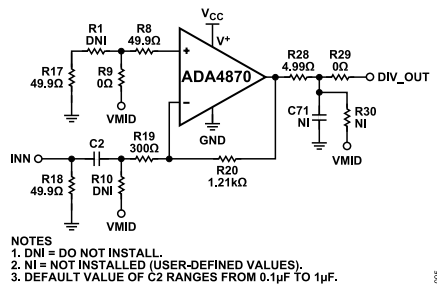 VCC
R1
DNI
R8
49.9Ω
V+
R17
49.9Ω
R9
0Ω
VMID
+
ADA4870
−
GND
R28
4.99Ω
R29
0Ω
DIV_OUT
C71
NI
R30
NI
VMID
INN
C2
R19
300Ω
R20
1.21kΩ
R18
49.9Ω
R10
DNI
VMID
NOTES
1. DNI = DO NOT INSTALL.
2. NI = NOT INSTALLED (USER-DEFINED VALUES).
3. DEFAULT VALUE OF C2 RANGES FROM 0.1µF TO 1µF.